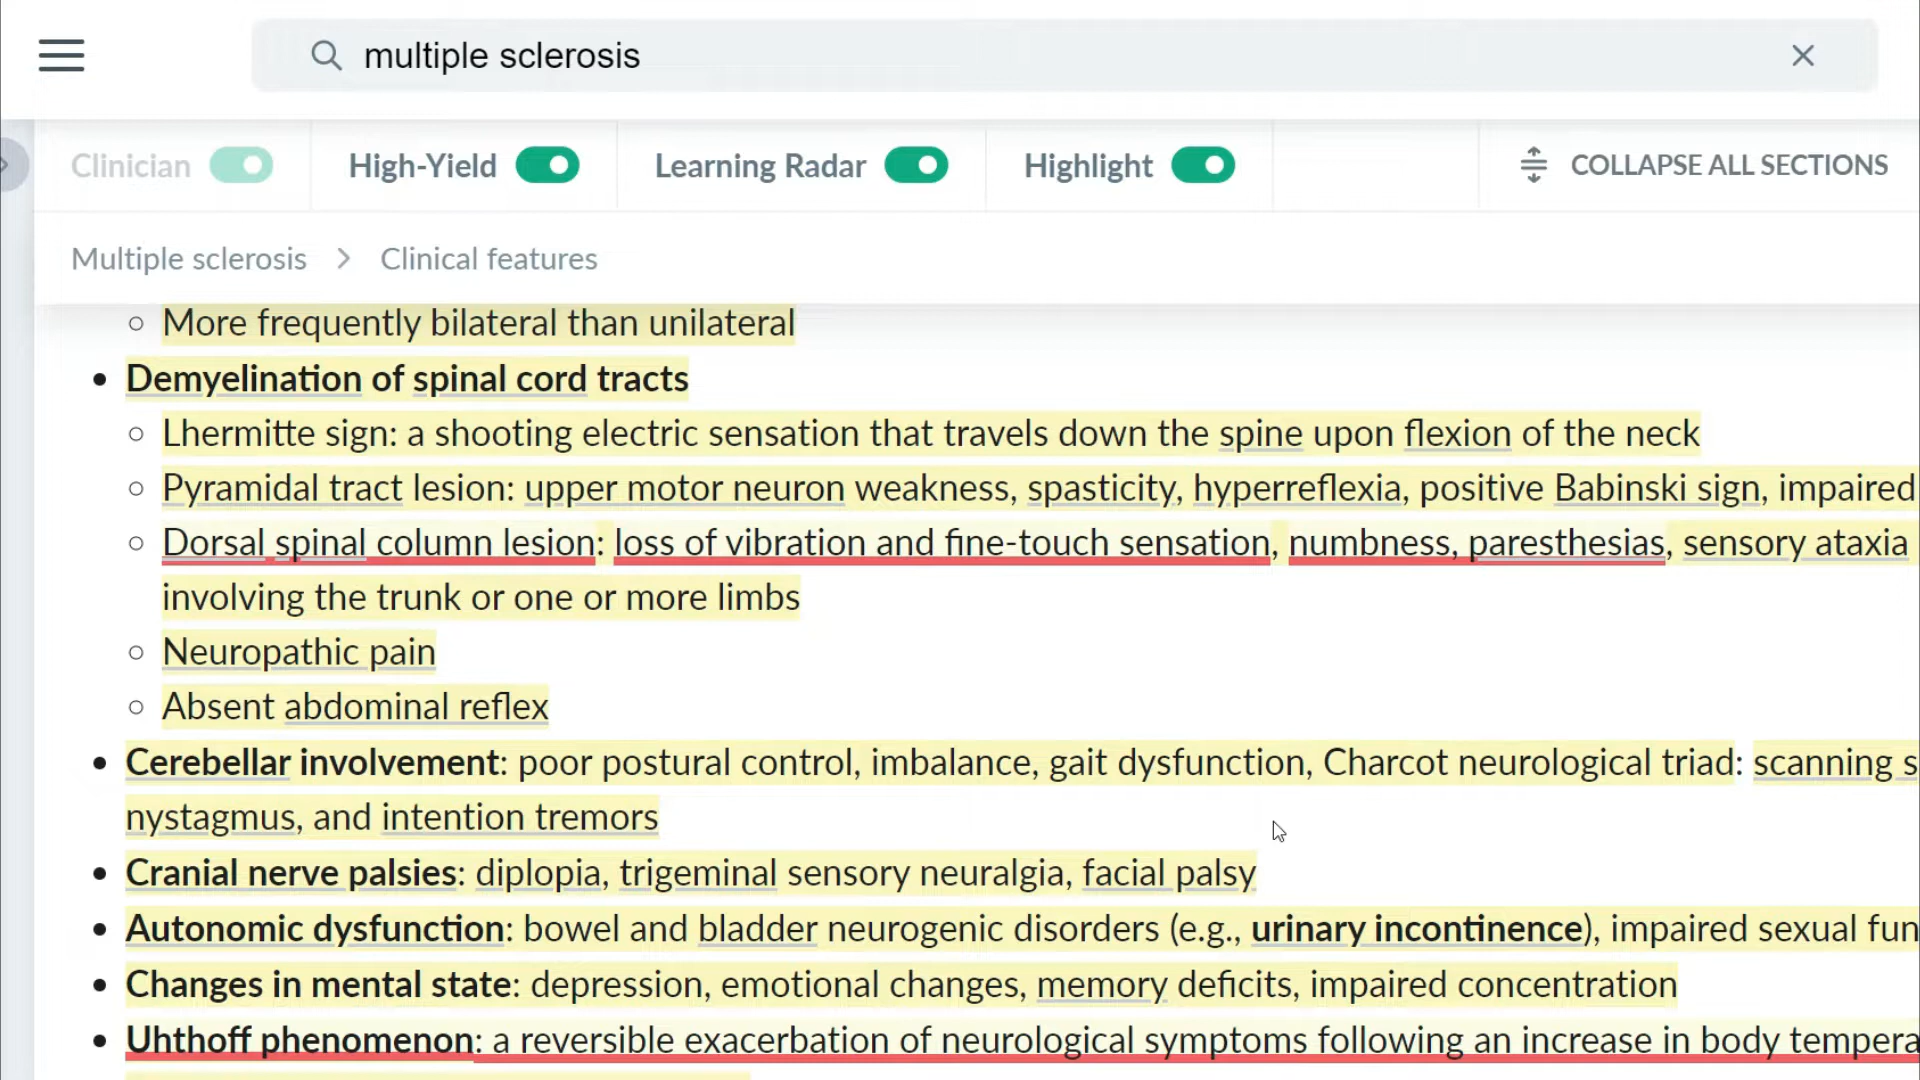 multiple sclerosis
Clinician High-Yield Learning Radar Highlight COLLAPSE ALL SECTIONS
Multiple sclerosis Clinical features
More frequently bilateral than unilateral
Demyelination of spinal cord tracts
Lhermitte sign: a shooting electric sensation that travels down the spine upon flexion of the neck
Pyramidal tract lesion: upper motor neuron weakness, spasticity, hyperreflexia, positive Babinski sign, impaired
Dorsal spinal column lesion: loss of vibration and fine-touch sensation, numbness, paresthesias, sensory ataxia
involving the trunk or one or more limbs
Neuropathic pain
Absent abdominal reflex
Cerebellar involvement: poor postural control, imbalance, gait dysfunction, Charcot neurological triad: scanning s
nystagmus, and intention tremors
Cranial nerve palsies: diplopia, trigeminal sensory neuralgia, facial palsy
Autonomic dysfunction: bowel and bladder neurogenic disorders (e.g., urinary incontinence), impaired sexual fun
Changes in mental state: depression, emotional changes, memory deficits, impaired concentration
Uhthoff phenomenon: a reversible exacerbation of neurological symptoms following an increase in body tempera